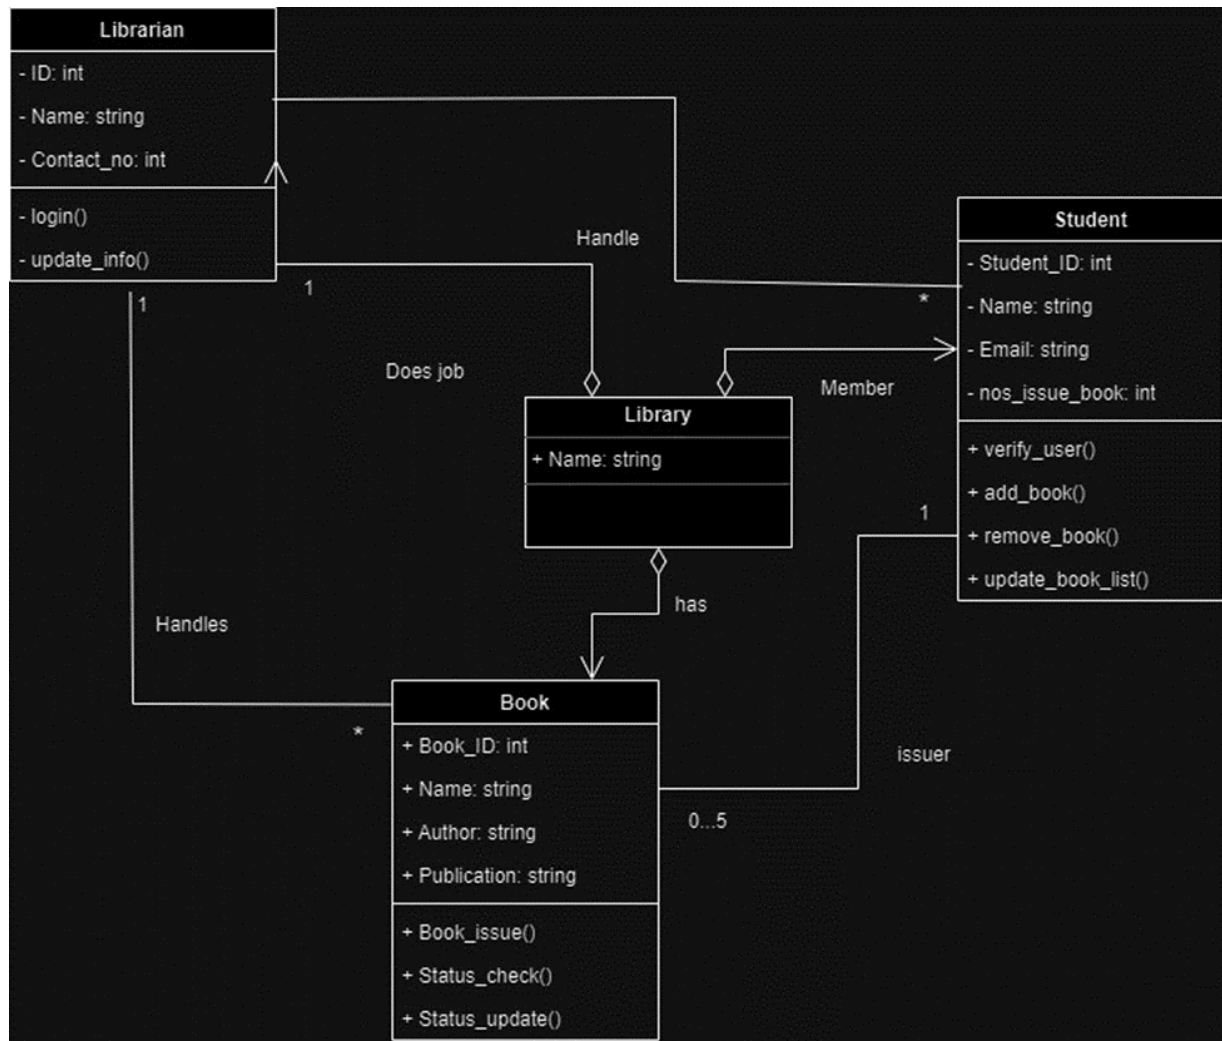 Librarian
- ID: int
- Name: string
- Contact_no: int
- login()
- update_info()
1
1
Handle
*
Student
- Student_ID: int
- Name: string
- Email: string
- nos_issue_book: int
+ verify_user()
+ add_book()
+ remove_book()
+ update_book_list()
Does job
Member
Library
+ Name: string
1
has
Handles
*
issuer
0...5
Book
+ Book_ID: int
+ Name: string
+ Author: string
+ Publication: string
+ Book_issue()
+ Status_check()
+ Status_update()